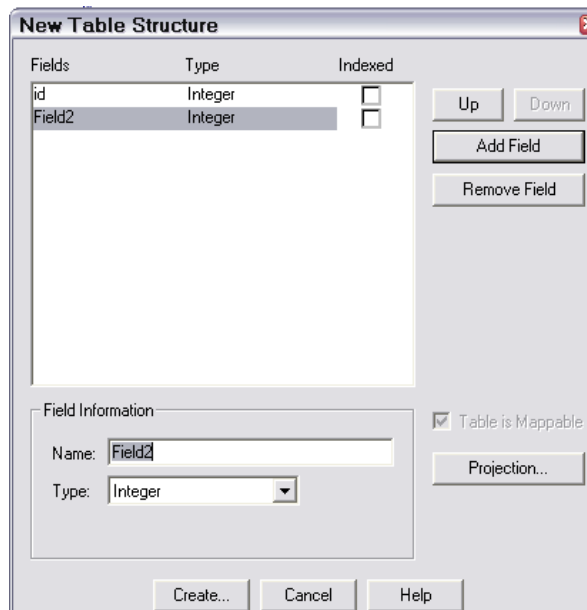 New Table Structure
Fields Type Indexed
id Integer
Field2 Integer
Up Down
Add Field
Remove Field
Field Information
Name: Field2
Type: Integer
Table is Mappable
Projection...
Create... Cancel Help